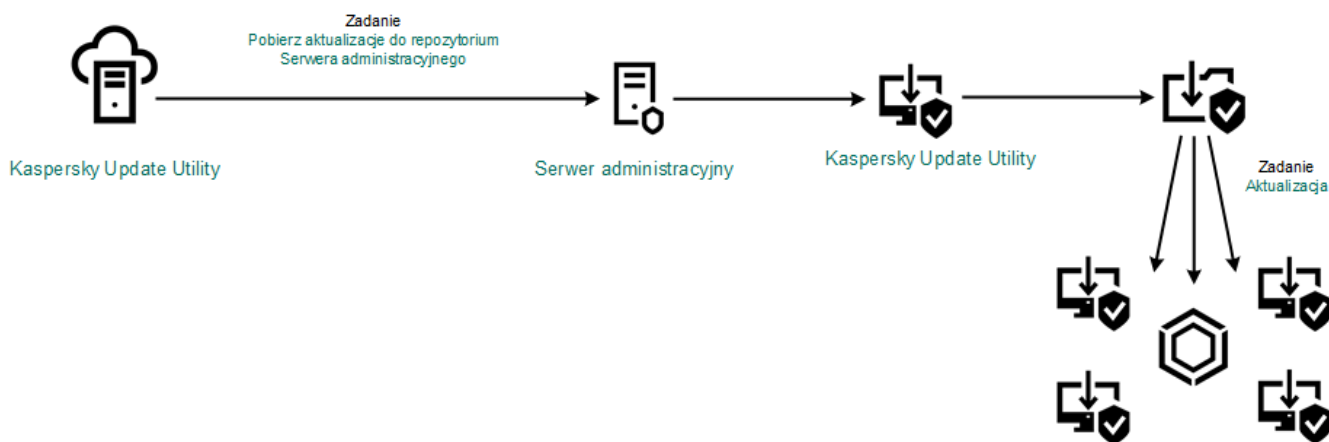 Zadanie
Pobierz aktualizacje do repozytorium
Serwera administracyjnego
Kaspersky Update Utility
Serwer administracyjny
Kaspersky Update Utility
Zadanie
Aktualizacja